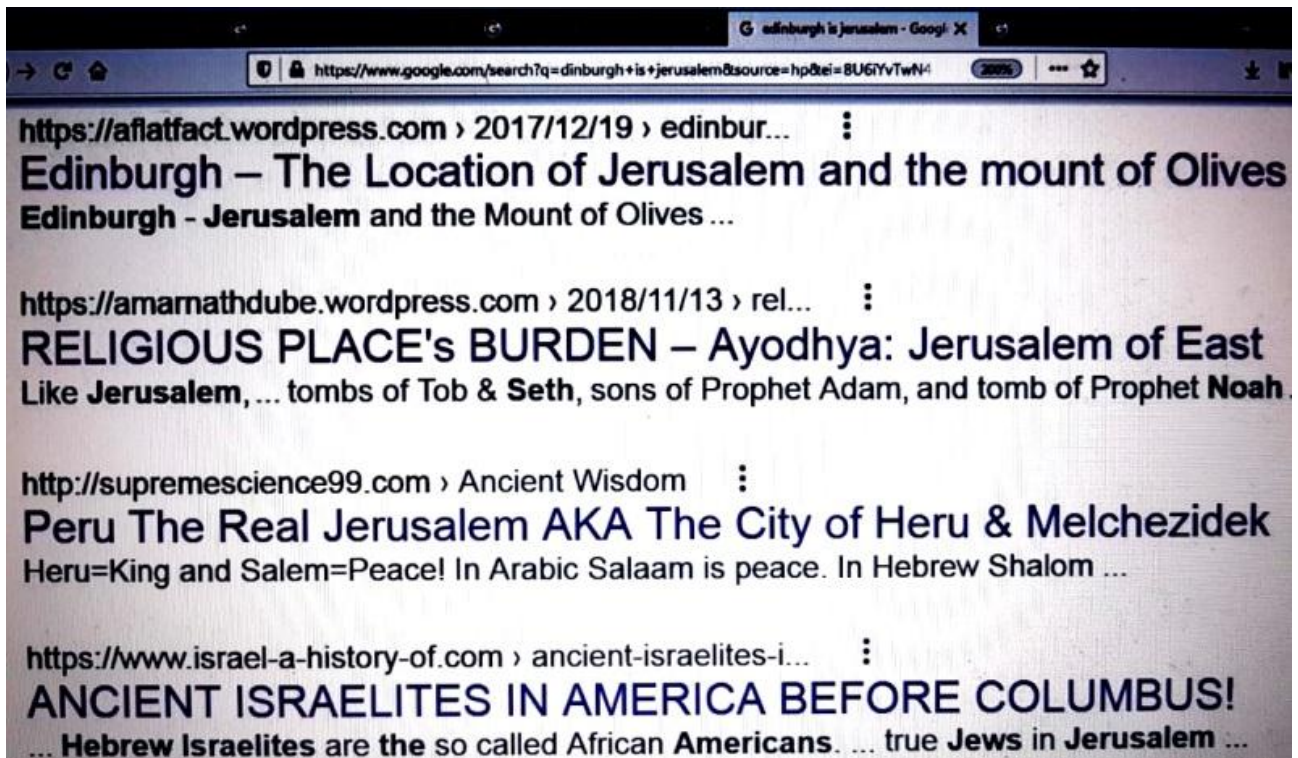 edinburgh is jerusalem - Googl
https://www.google.com/search?q=dinburgh+is+jerusalem&source=hp&ei=8U6iYvTwN4
200%
https://aflatfact.wordpress.com › 2017/12/19 › edinbur...
Edinburgh – The Location of Jerusalem and the mount of Olives
Edinburgh - Jerusalem and the Mount of Olives ...
https://amarnathdube.wordpress.com › 2018/11/13 › rel...
RELIGIOUS PLACE's BURDEN – Ayodhya: Jerusalem of East
Like Jerusalem, ... tombs of Tob & Seth, sons of Prophet Adam, and tomb of Prophet Noah.
http://supremescience99.com › Ancient Wisdom
Peru The Real Jerusalem AKA The City of Heru & Melchezidek
Heru=King and Salem=Peace! In Arabic Salaam is peace. In Hebrew Shalom ...
https://www.israel-a-history-of.com › ancient-israelites-i...
ANCIENT ISRAELITES IN AMERICA BEFORE COLUMBUS!
... Hebrew Israelites are the so called African Americans. ... true Jews in Jerusalem ...